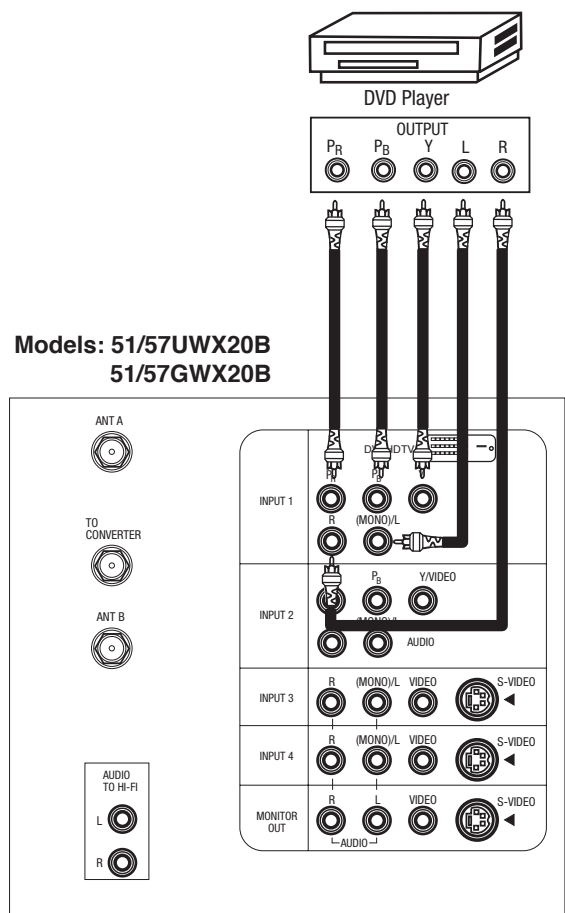 DVD Player
OUTPUT
PR PB Y L R
Models: 51/57UWX20B
51/57GWX20B
ANT A
TO
CONVERTER
ANT B
AUDIO
TO HI-FI
L
R
INPUT 1
PR PB
R (MONO)/L
INPUT 2
PB Y/VIDEO
AUDIO
INPUT 3
R (MONO)/L VIDEO S-VIDEO
INPUT 4
R (MONO)/L VIDEO S-VIDEO
MONITOR
OUT
R L VIDEO S-VIDEO
AUDIO